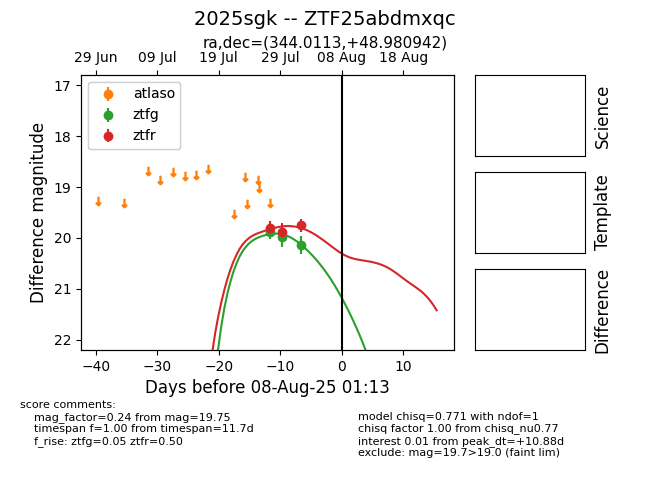 2025sgk -- ZTF25abdmxqc
ra,dec=(344.0113,+48.980942)
29 Jun 09 Jul 19 Jul 29 Jul 08 Aug 18 Aug
atlaso
ztfg
ztfr
17
18
19
20
21
22
Difference magnitude
−40 −30 −20 −10 0 10
Days before 08-Aug-25 01:13
Science
Template
Difference
score comments:
mag_factor=0.24 from mag=19.75
timespan f=1.00 from timespan=11.7d
f_rise: ztfg=0.05 ztfr=0.50
model chisq=0.771 with ndof=1
chisq factor 1.00 from chisq_nu0.77
interest 0.01 from peak_dt=+10.88d
exclude: mag=19.7>19.0 (faint lim)